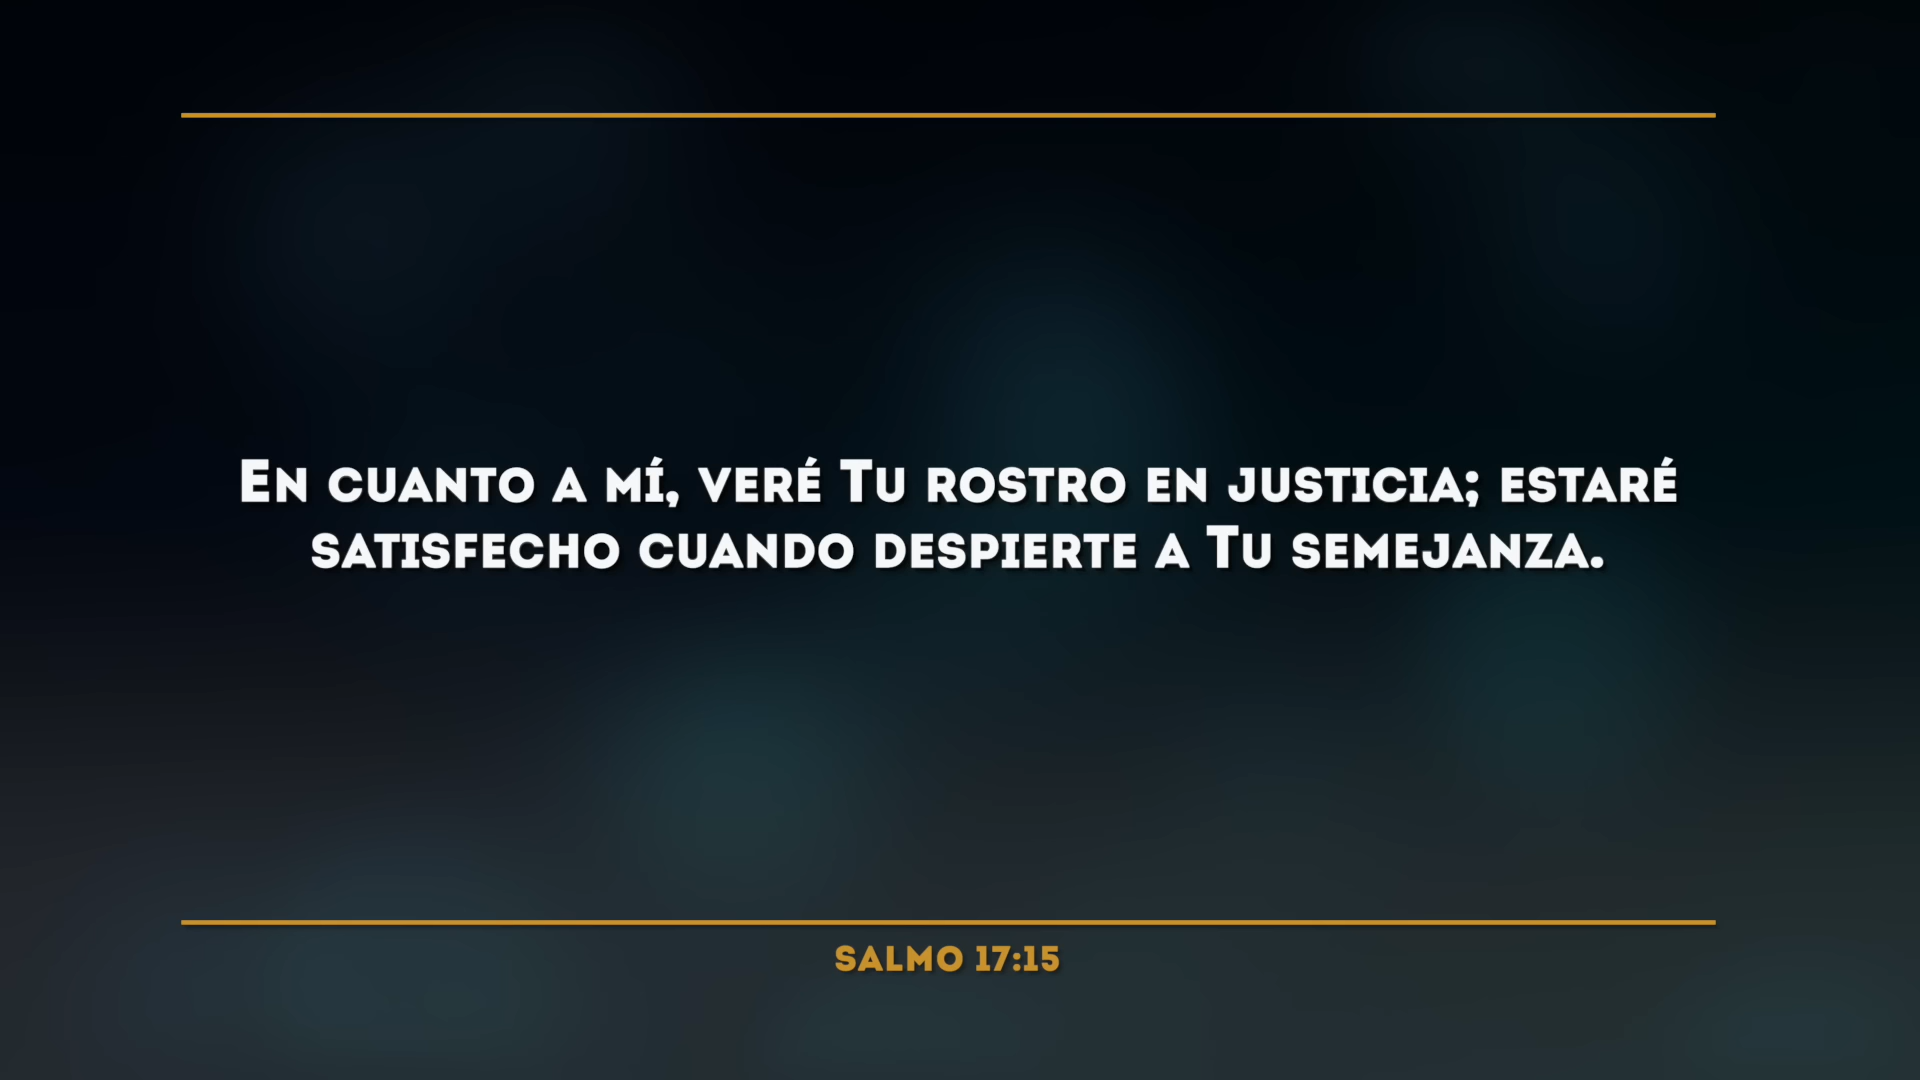 En cuanto a mí, veré Tu rostro en justicia; estaré
satisfecho cuando despierte a Tu semejanza.
SALMO 17:15